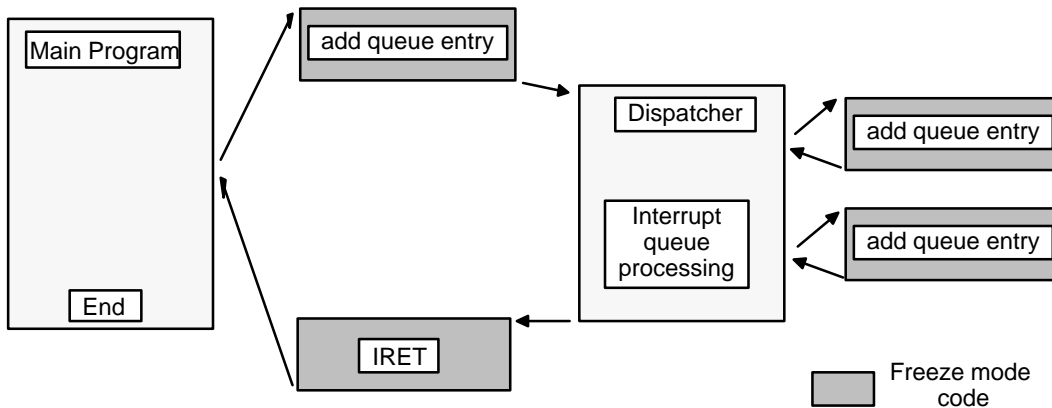 Main Program
add queue entry
Dispatcher
add queue entry
Interrupt
queue
processing
add queue entry
End
IRET
Freeze mode
code